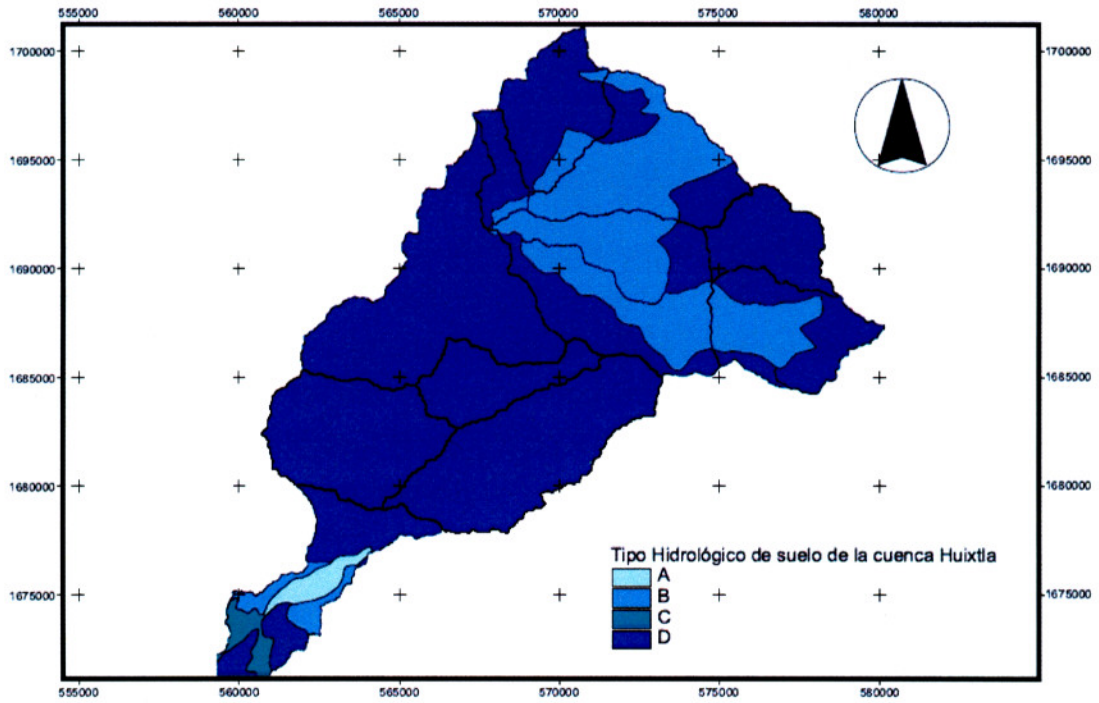 555000 560000 565000 570000 575000 580000
1700000 1700000
1695000 1695000
1690000 1690000
1685000 1685000
1680000 1680000
Tipo Hidrológico de suelo de la cuenca Huixtla
A
B
1675000 1675000
C
D
555000 560000 565000 570000 575000 580000